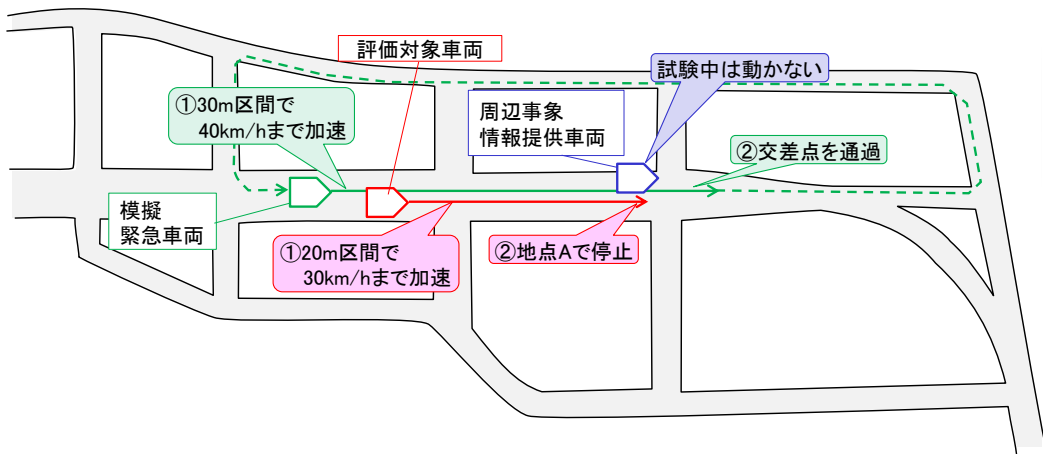 評価対象車両
試験中は動かない
①30m区間で
40km/hまで加速
周辺事象
情報提供車両
②交差点を通過
模擬
緊急車両
①20m区間で
30km/hまで加速
②地点Aで停止